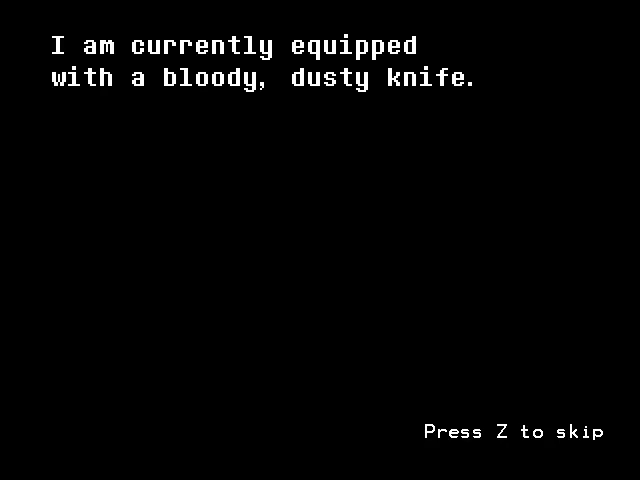 I am currently equipped
with a bloody, dusty knife.
Press Z to skip